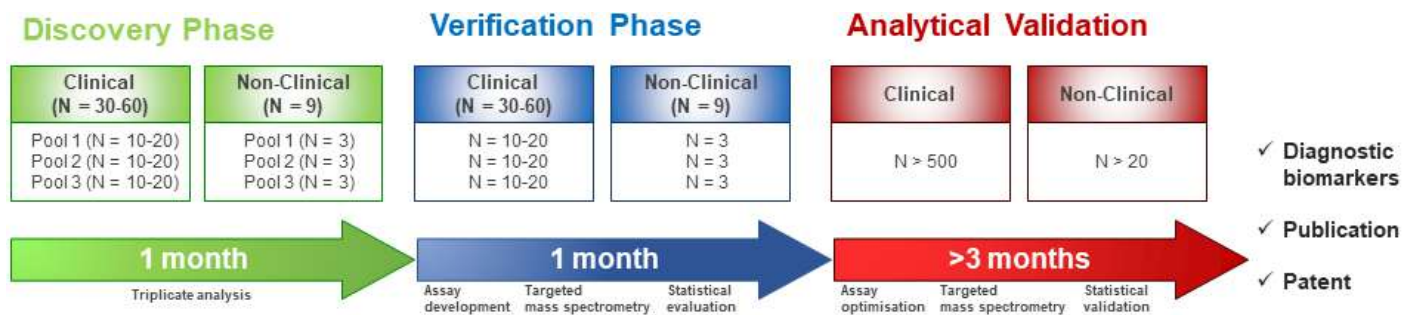 Discovery Phase
Clinical
(N = 30-60)
Pool 1 (N = 10-20)
Pool 2 (N = 10-20)
Pool 3 (N = 10-20)
Non-Clinical
(N = 9)
Pool 1 (N = 3)
Pool 2 (N = 3)
Pool 3 (N = 3)
1 month
Triplicate analysis
Verification Phase
Clinical
(N = 30-60)
N = 10-20
N = 10-20
N = 10-20
Non-Clinical
(N = 9)
N = 3
N = 3
N = 3
1 month
Assay
development
Targeted
mass spectrometry
Statistical
evaluation
Analytical Validation
Clinical
N > 500
Non-Clinical
N > 20
>3 months
Assay
optimisation
Targeted
mass spectrometry
Statistical
validation
✓ Diagnostic
biomarkers
✓ Publication
✓ Patent